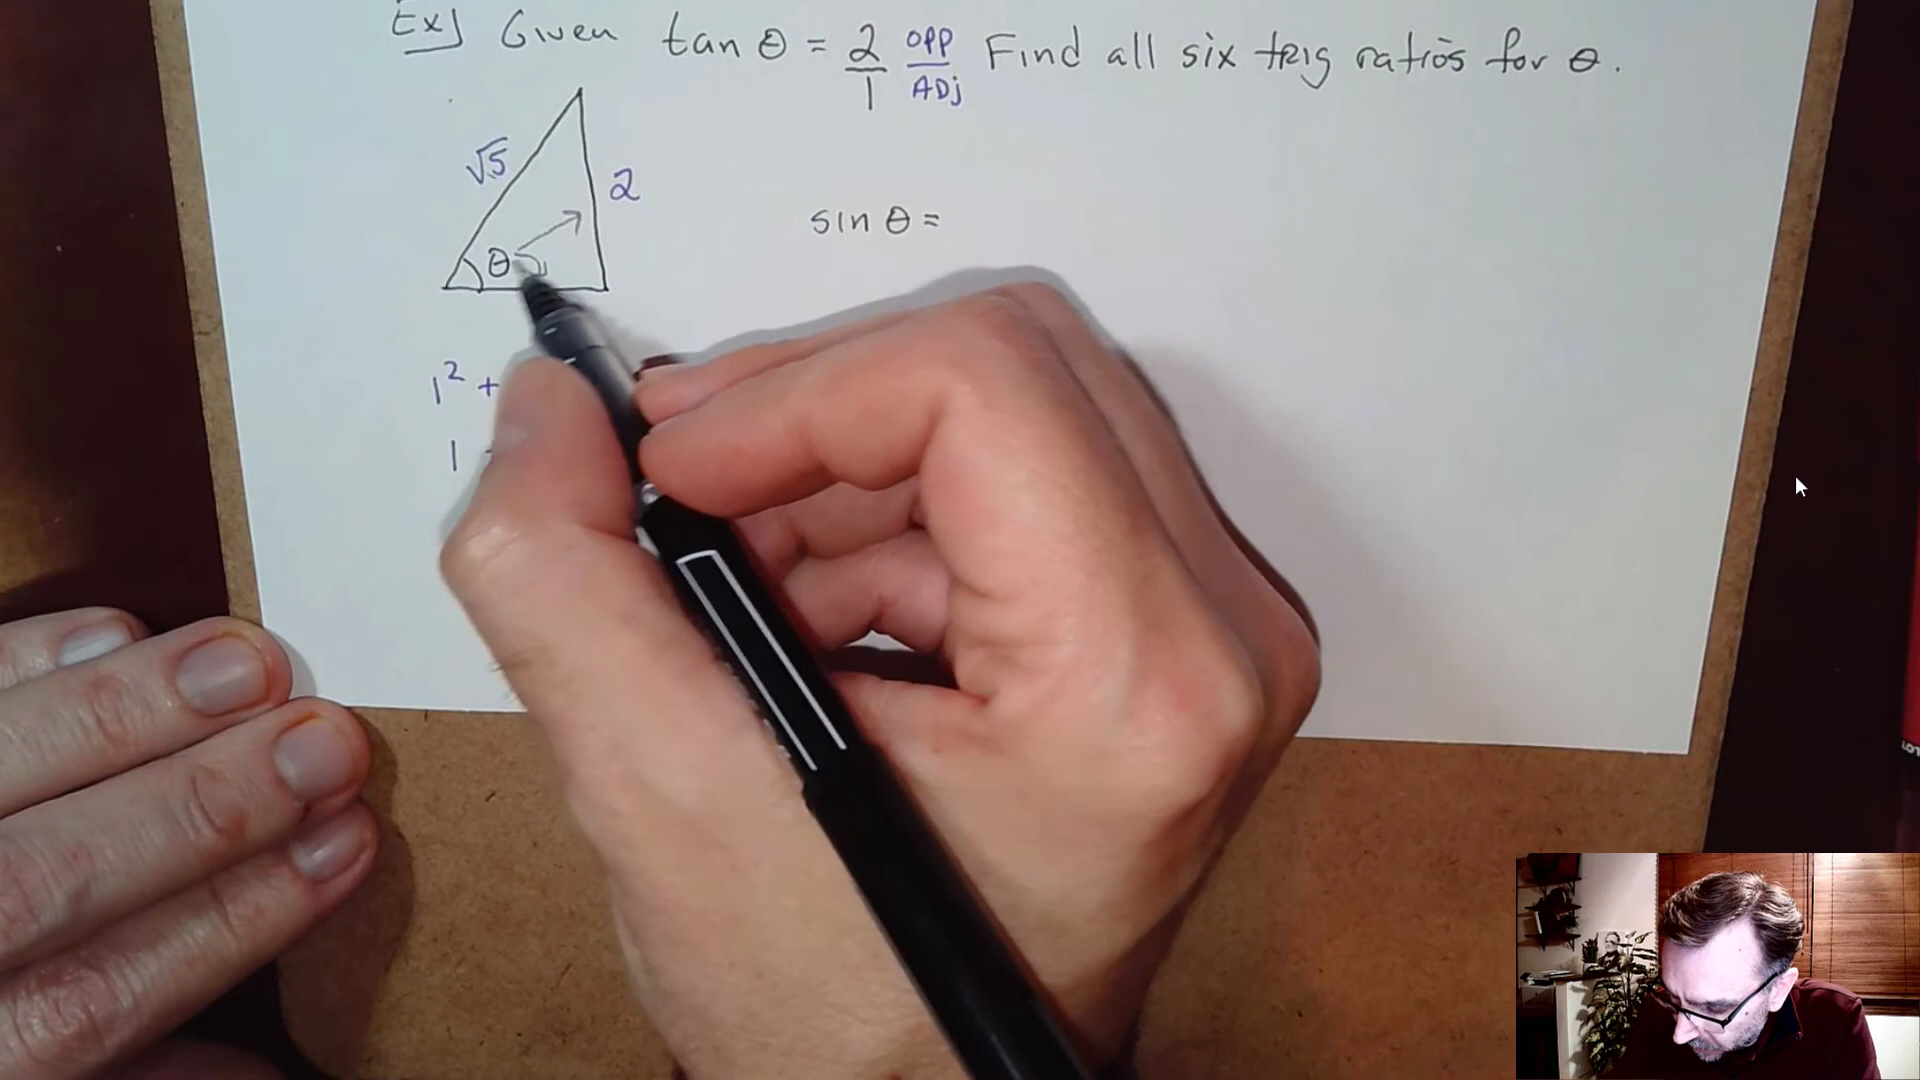 Ex] Given tan θ = 2/1 OPP/ADj Find all six trig ratios for θ.
√5
2
sin θ =
θ
1² +
1